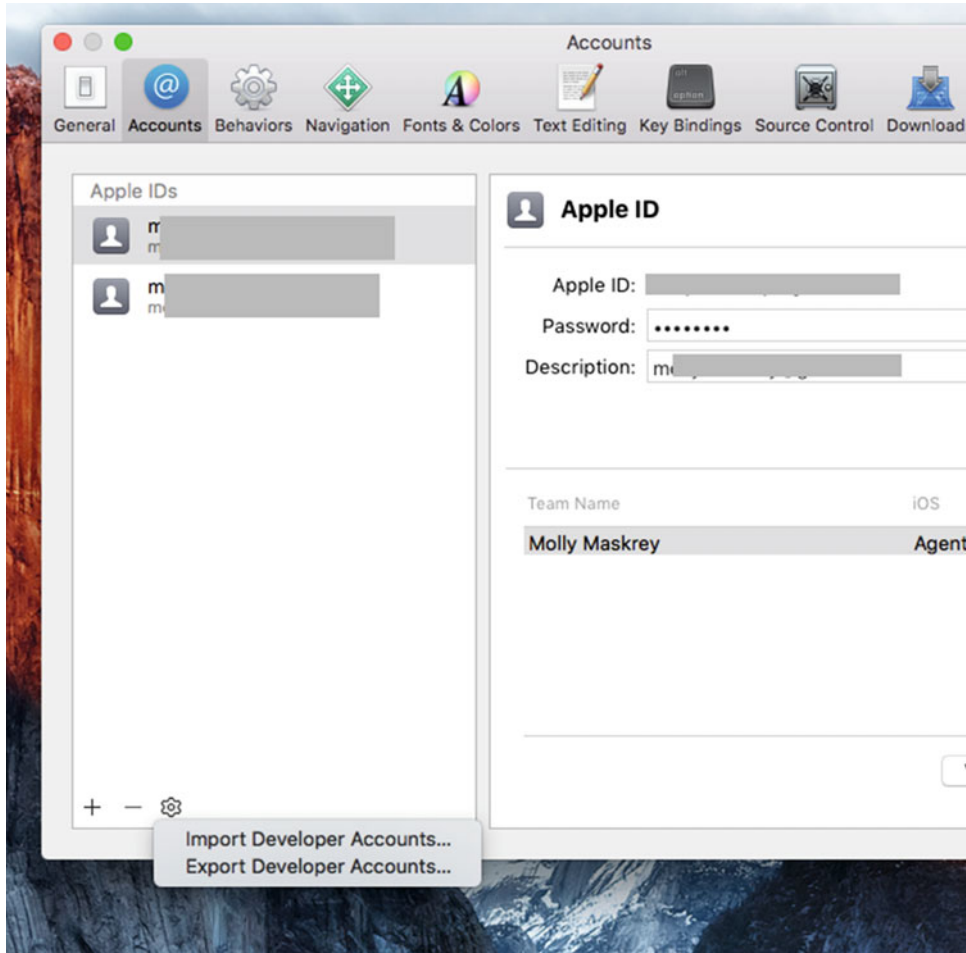 Accounts
General Accounts Behaviors Navigation Fonts & Colors Text Editing Key Bindings Source Control Download
Apple IDs
Apple ID
Apple ID:
Password: ••••••••
Description:
Team Name iOS
Molly Maskrey Agent
+ −
Import Developer Accounts...
Export Developer Accounts...